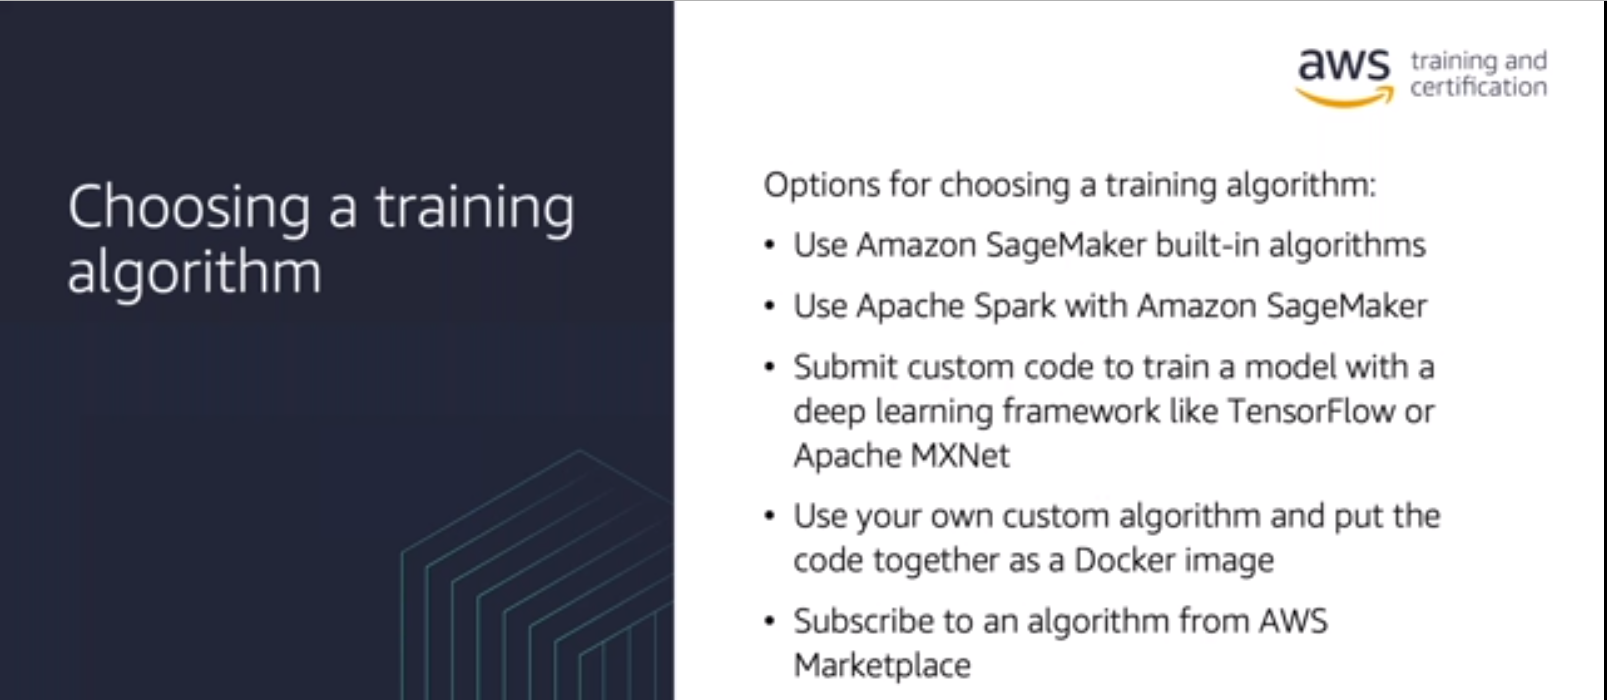 Choosing a training
algorithm
aws training and
certification
Options for choosing a training algorithm:
• Use Amazon SageMaker built-in algorithms
• Use Apache Spark with Amazon SageMaker
• Submit custom code to train a model with a
deep learning framework like TensorFlow or
Apache MXNet
• Use your own custom algorithm and put the
code together as a Docker image
• Subscribe to an algorithm from AWS
Marketplace